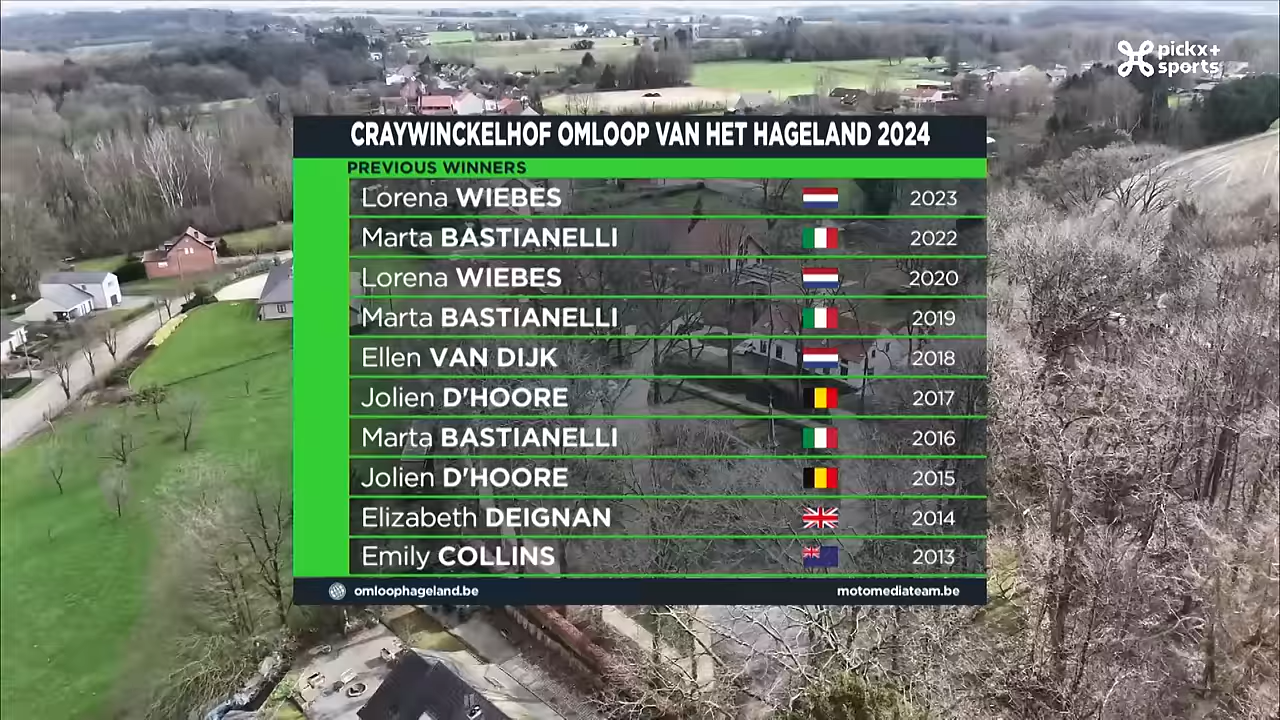 pickx+
sports
CRAYWINCKELHOF OMLOOP VAN HET HAGELAND 2024
PREVIOUS WINNERS
Lorena WIEBES 2023
Marta BASTIANELLI 2022
Lorena WIEBES 2020
Marta BASTIANELLI 2019
Ellen VAN DIJK 2018
Jolien D'HOORE 2017
Marta BASTIANELLI 2016
Jolien D'HOORE 2015
Elizabeth DEIGNAN 2014
Emily COLLINS 2013
omloophageland.be motomediateam.be